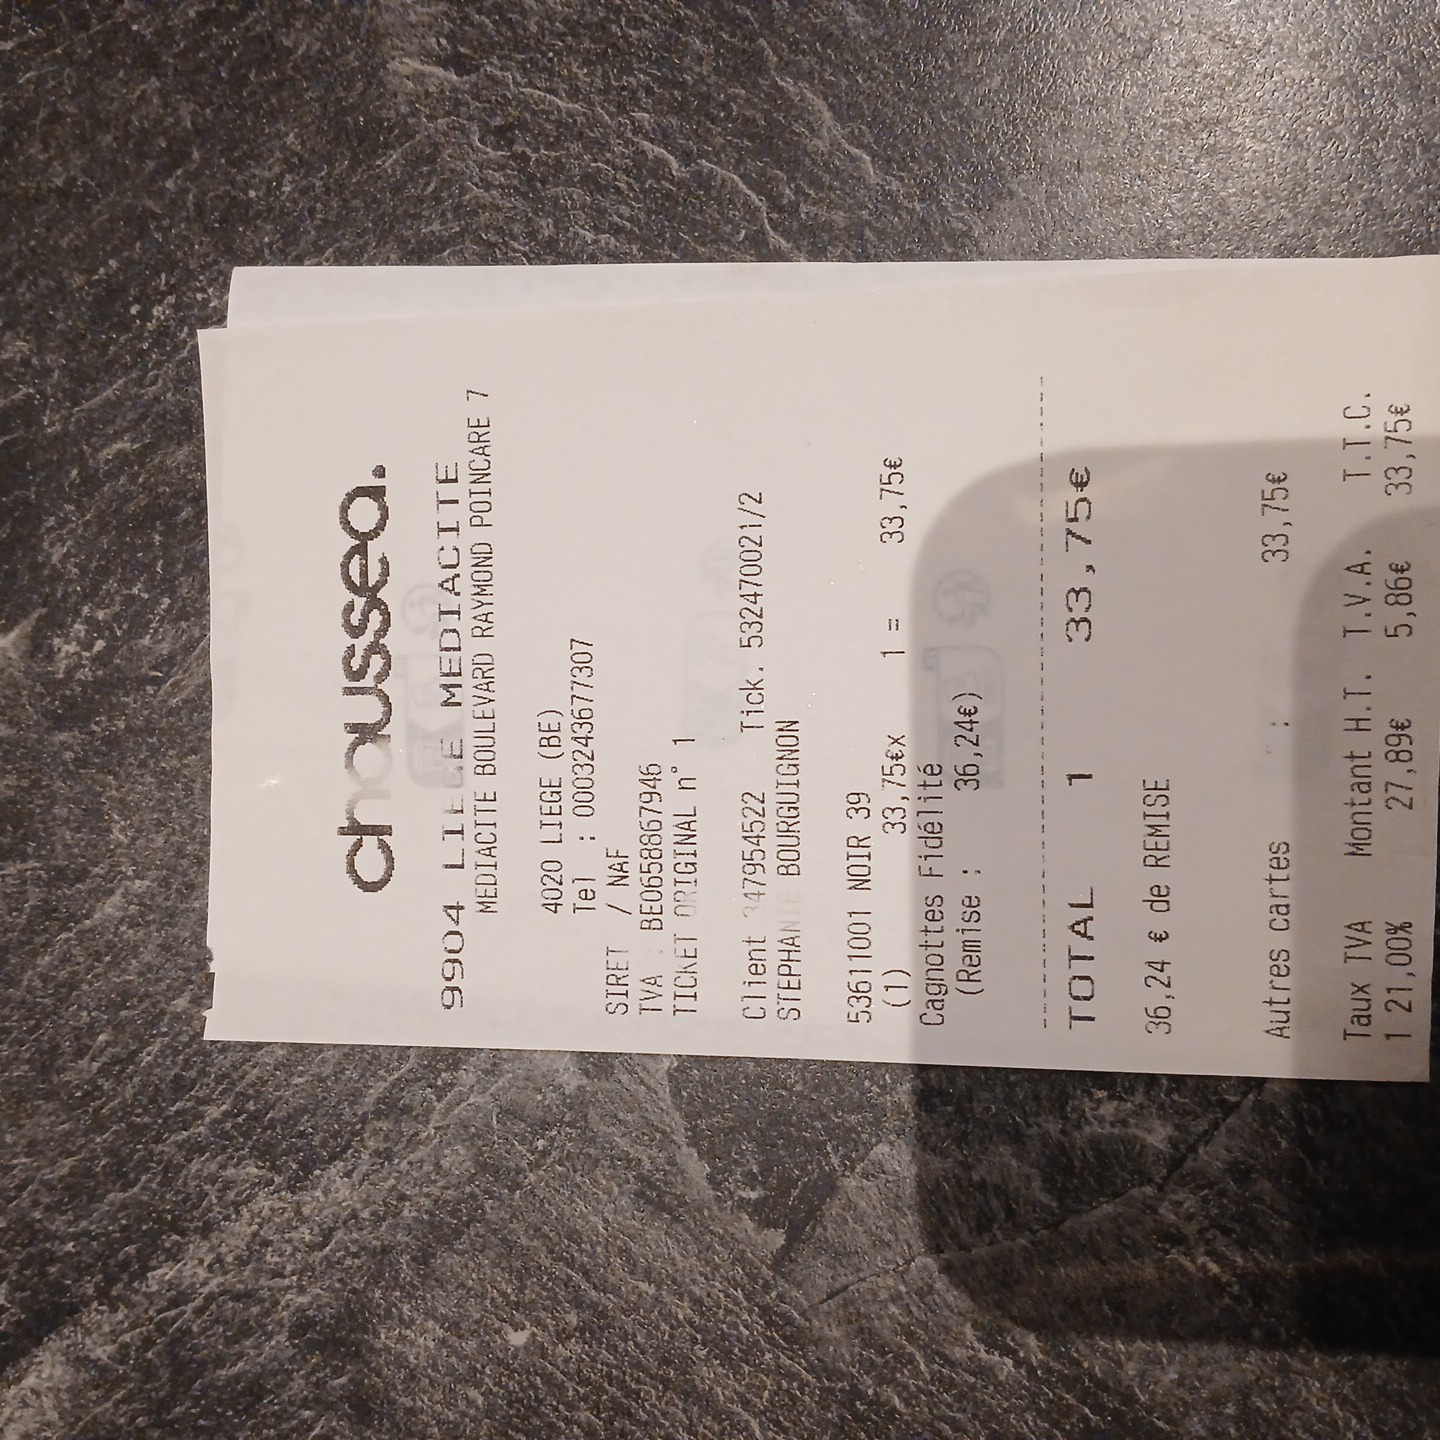 chaussea.
9904 LIEGE MEDIACITE
MEDIACITE BOULEVARD RAYMOND POINCARE 7
4020 LIEGE (BE)
Tel : 0003243677307
SIRET / NAF
TVA : BE0658867946
TICKET ORIGINAL n° 1
Client 347954522 Tick. 532470021/2
STEPHANIE BOURGUIGNON
53611001 NOIR 39
(1) 33,75€x 1 = 33,75€
Cagnottes Fidélité
(Remise : 36,24€)
TOTAL 1 33,75€
36,24 € de REMISE
Autres cartes : 33,75€
Taux TVA Montant H.T. T.V.A. T.T.C.
1 21,00% 27,89€ 5,86€ 33,75€